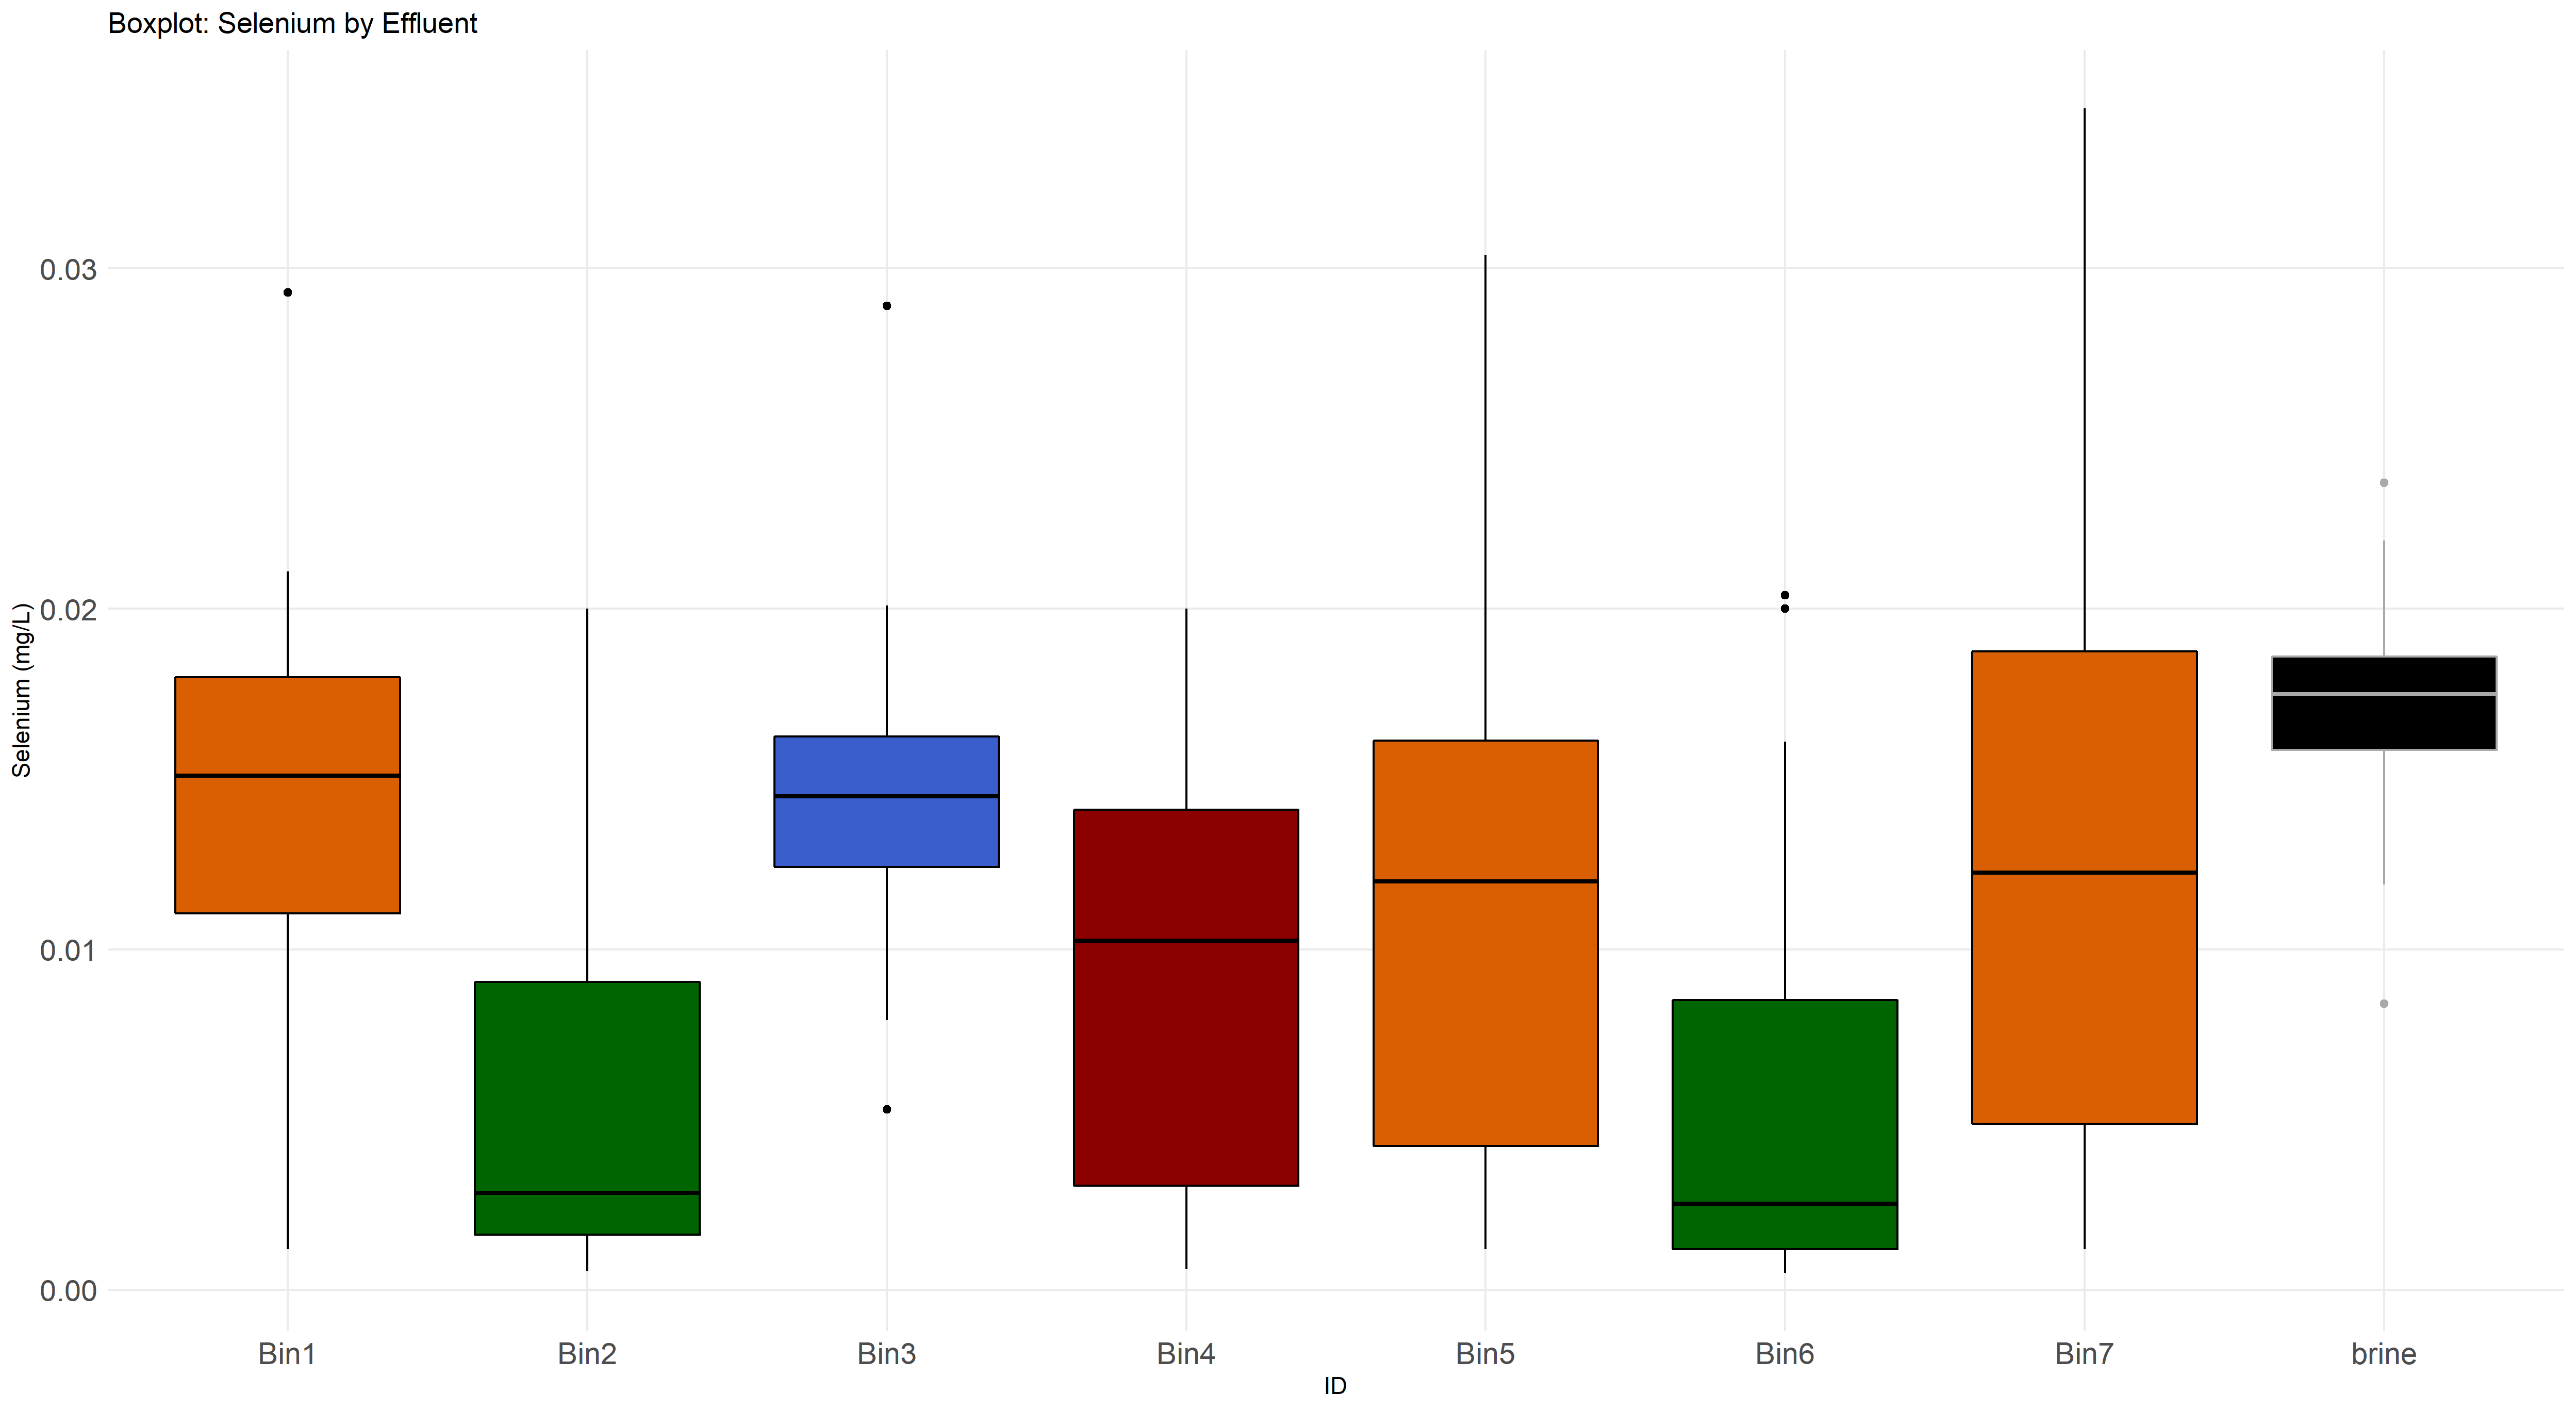 Boxplot: Selenium by Effluent
Selenium (mg/L)
0.03
0.02
0.01
0.00
Bin1 Bin2 Bin3 Bin4 Bin5 Bin6 Bin7 brine
ID